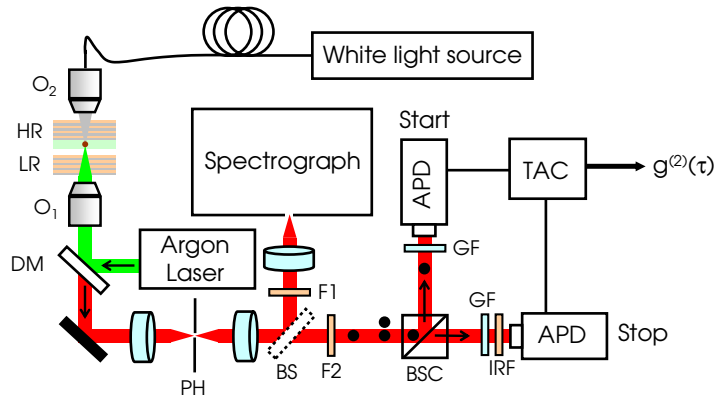 White light source
O2
HR
LR
O1
Spectrograph
Start
APD
TAC
g(2)(τ)
DM
Argon
Laser
GF
F1
GF
APD
Stop
PH
BS
F2
BSC
IRF